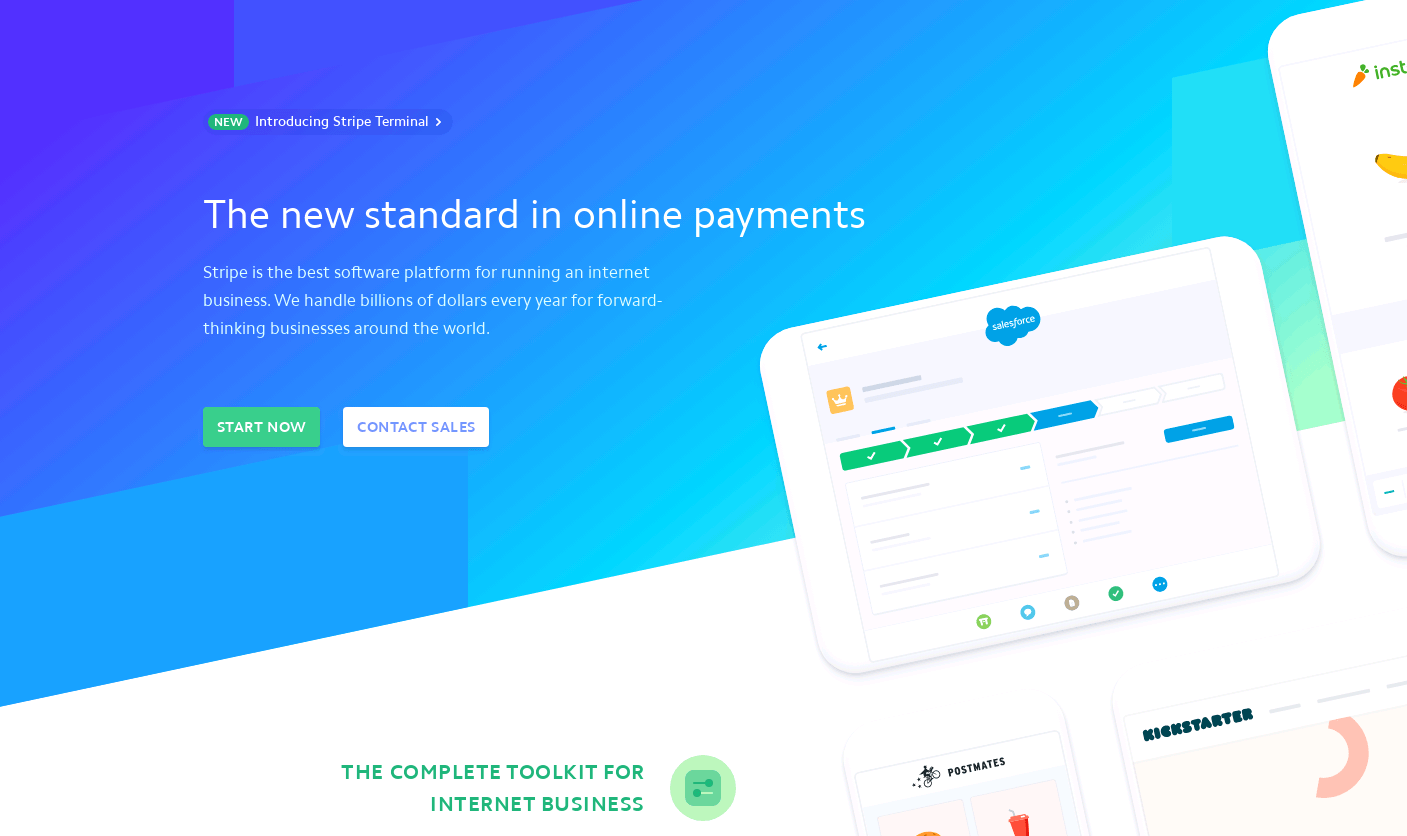 NEW Introducing Stripe Terminal
The new standard in online payments
Stripe is the best software platform for running an internet
business. We handle billions of dollars every year for forward-
thinking businesses around the world.
START NOW
CONTACT SALES
salesforce
THE COMPLETE TOOLKIT FOR
INTERNET BUSINESS
POSTMATES
KICKSTARTER